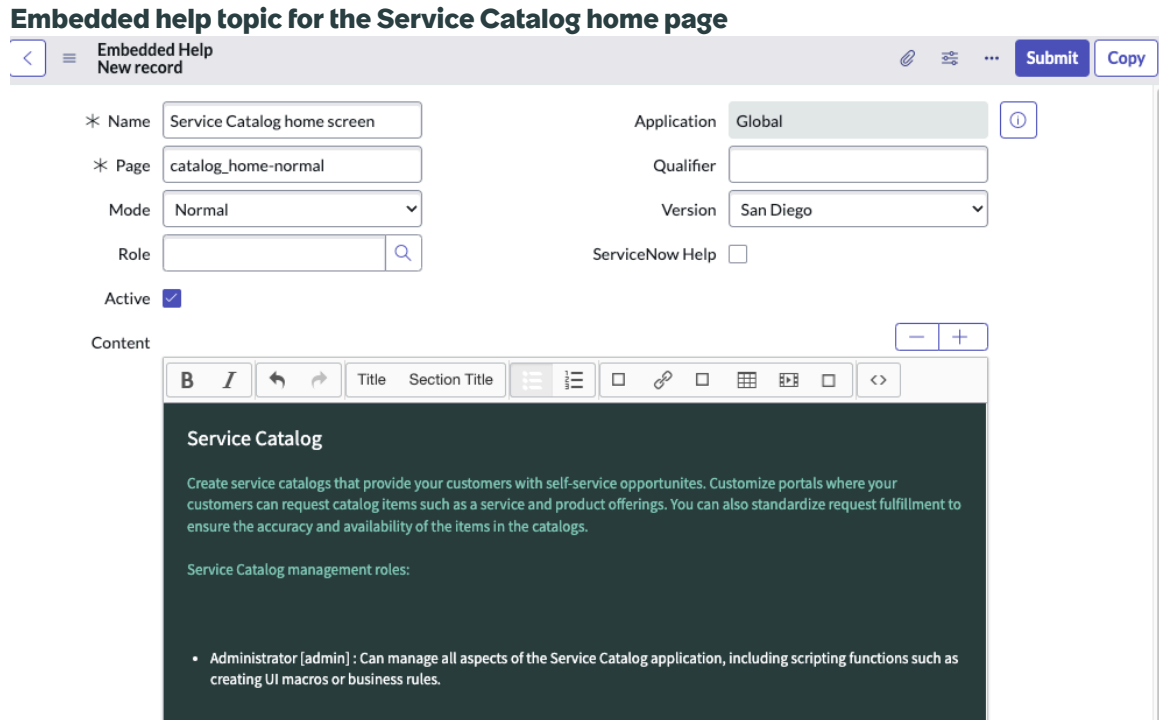 Embedded help topic for the Service Catalog home page
Embedded Help
New record
Submit
Copy
Name
Service Catalog home screen
Application
Global
Page
catalog_home-normal
Qualifier
Mode
Normal
Version
San Diego
Role
ServiceNow Help
Active
Content
B I Title Section Title
Service Catalog
Create service catalogs that provide your customers with self-service opportunites. Customize portals where your
customers can request catalog items such as a service and product offerings. You can also standardize request fulfillment to
ensure the accuracy and availability of the items in the catalogs.
Service Catalog management roles:
• Administrator [admin] : Can manage all aspects of the Service Catalog application, including scripting functions such as
creating UI macros or business rules.